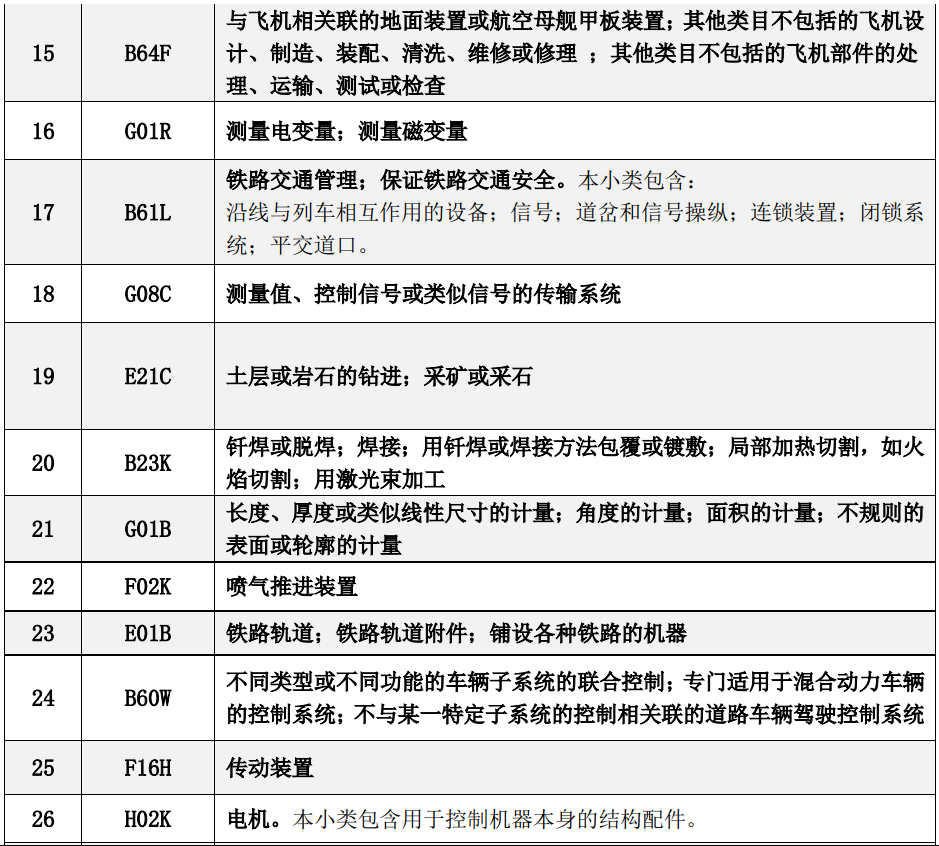 与飞机相关联的地面装置或航空母舰甲板装置；其他类目不包括的飞机设
15 B64F 计、制造、装配、清洗、维修或修理 ；其他类目不包括的飞机部件的处
理、运输、测试或检查
16 G01R 测量电变量；测量磁变量
铁路交通管理；保证铁路交通安全。本小类包含：
17 B61L 沿线与列车相互作用的设备；信号；道岔和信号操纵；连锁装置；闭锁系
统；平交道口。
18 G08C 测量值、控制信号或类似信号的传输系统
19 E21C 土层或岩石的钻进；采矿或采石
20 B23K 钎焊或脱焊；焊接；用钎焊或焊接方法包覆或镀敷；局部加热切割，如火
焰切割；用激光束加工
21 G01B 长度、厚度或类似线性尺寸的计量；角度的计量；面积的计量；不规则的
表面或轮廓的计量
22 F02K 喷气推进装置
23 E01B 铁路轨道；铁路轨道附件；铺设各种铁路的机器
24 B60W 不同类型或不同功能的车辆子系统的联合控制；专门适用于混合动力车辆
的控制系统；不与某一特定子系统的控制相关联的道路车辆驾驶控制系统
25 F16H 传动装置
26 H02K 电机。本小类包含用于控制机器本身的结构配件。